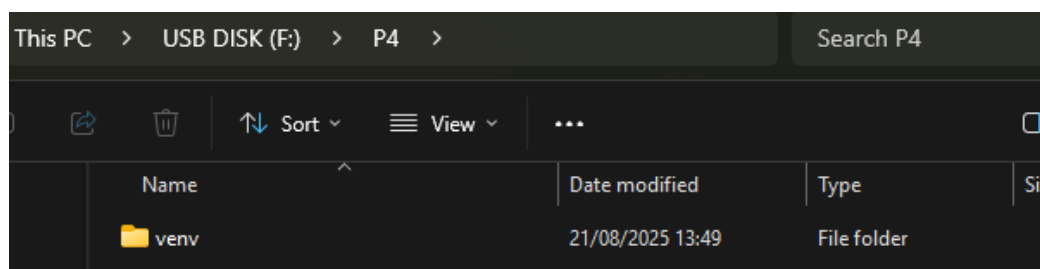 This PC > USB DISK (F:) > P4 > Search P4
Sort View ...
Name Date modified Type Si
venv 21/08/2025 13:49 File folder